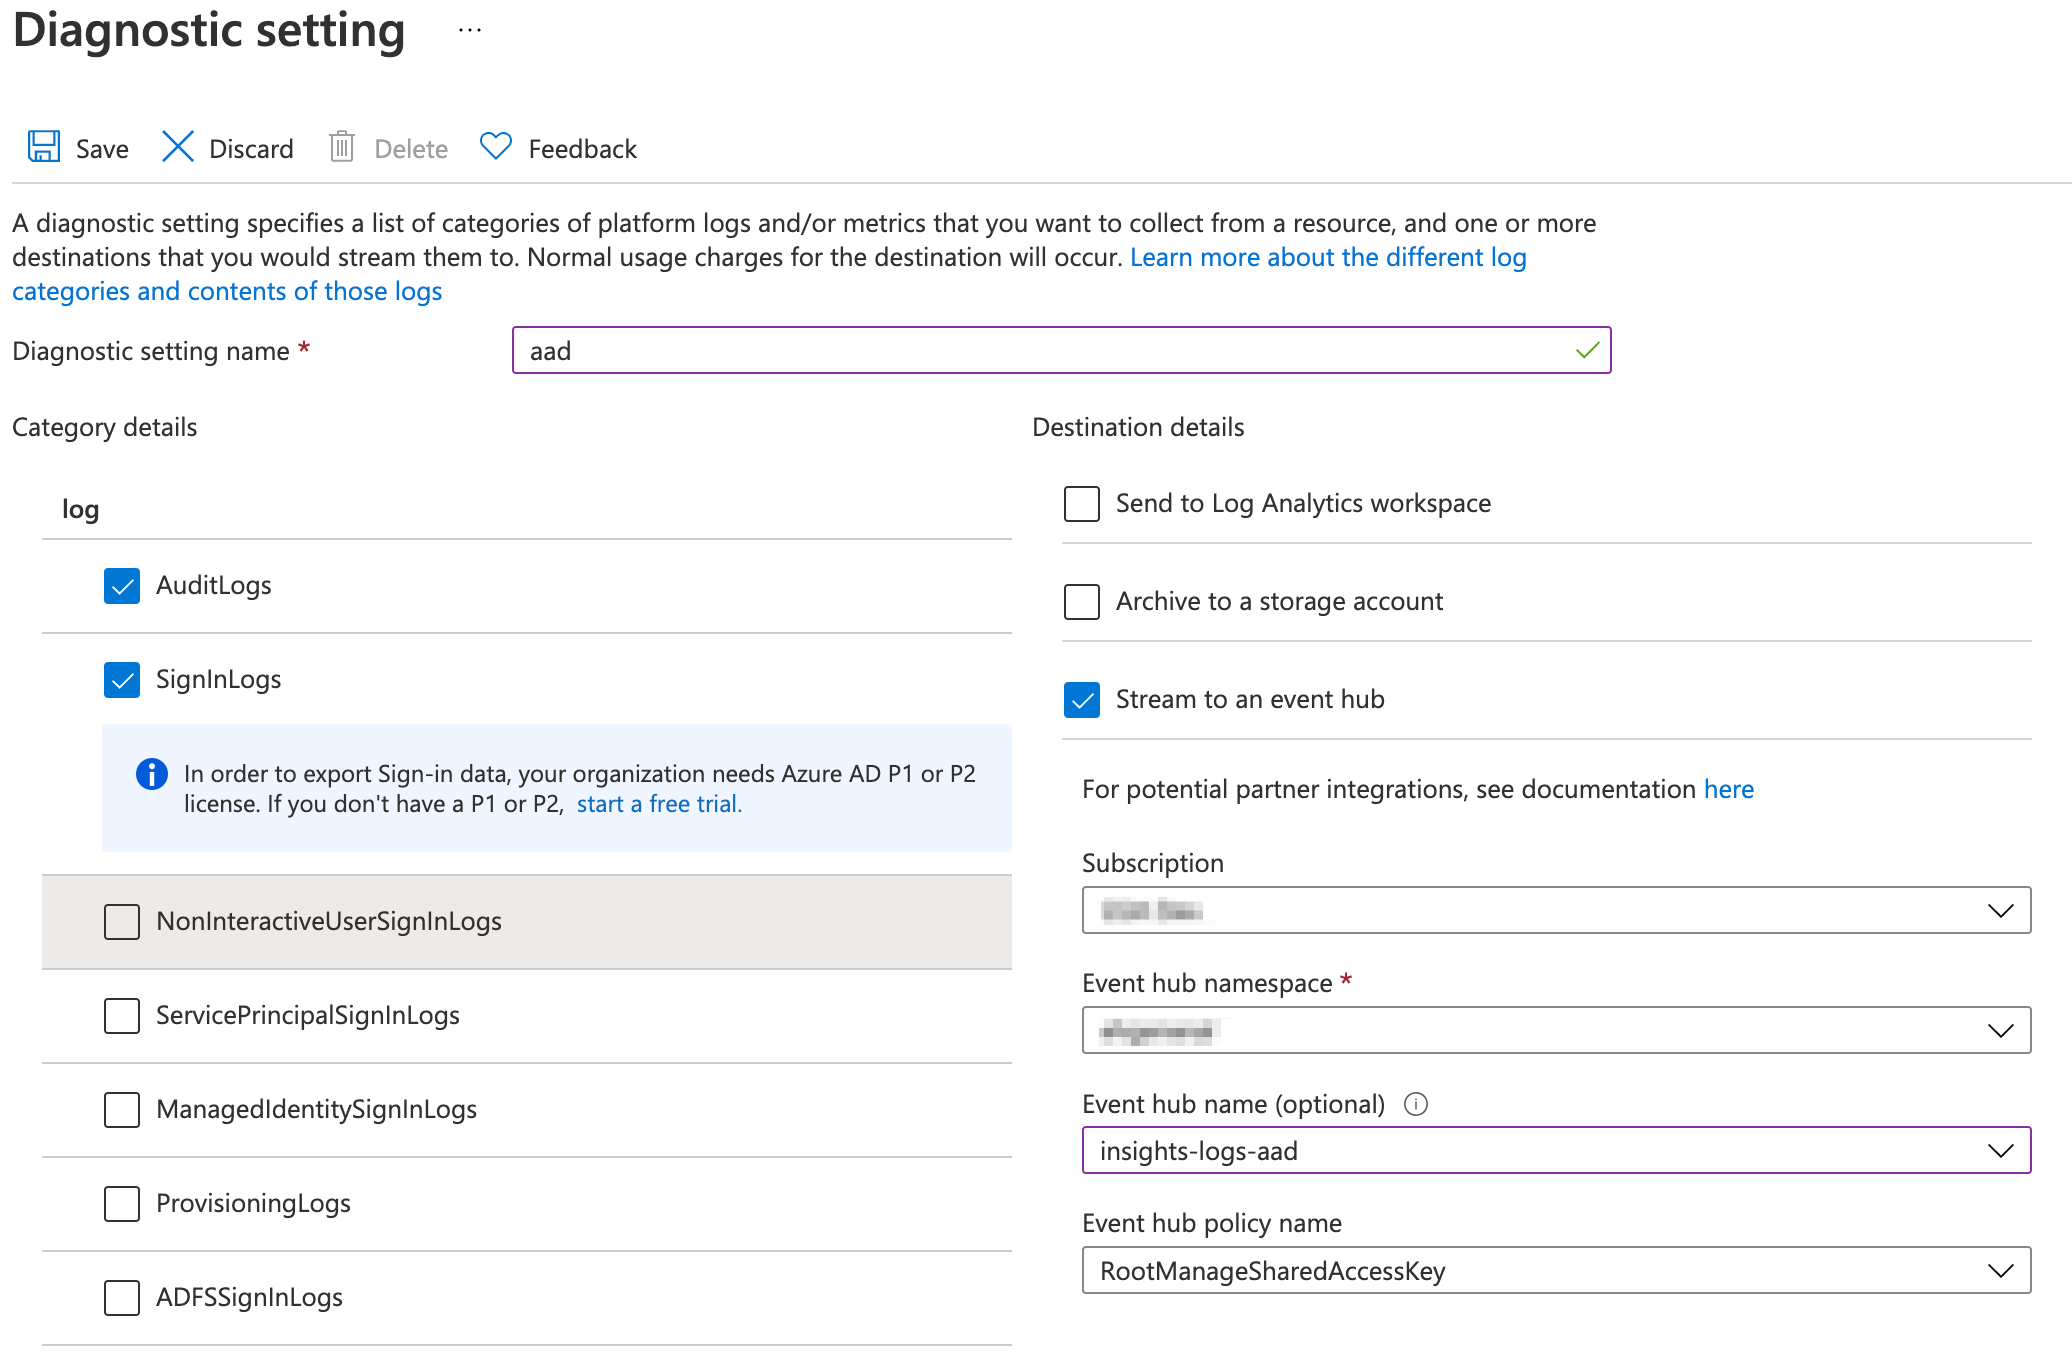 Diagnostic setting ...
Save Discard Delete Feedback
A diagnostic setting specifies a list of categories of platform logs and/or metrics that you want to collect from a resource, and one or more
destinations that you would stream them to. Normal usage charges for the destination will occur. Learn more about the different log
categories and contents of those logs
Diagnostic setting name *
aad
Category details
log
AuditLogs
SignInLogs
In order to export Sign-in data, your organization needs Azure AD P1 or P2
license. If you don't have a P1 or P2, start a free trial.
NonInteractiveUserSignInLogs
ServicePrincipalSignInLogs
ManagedIdentitySignInLogs
ProvisioningLogs
ADFSSignInLogs
Destination details
Send to Log Analytics workspace
Archive to a storage account
Stream to an event hub
For potential partner integrations, see documentation here
Subscription
Event hub namespace *
Event hub name (optional)
insights-logs-aad
Event hub policy name
RootManageSharedAccessKey